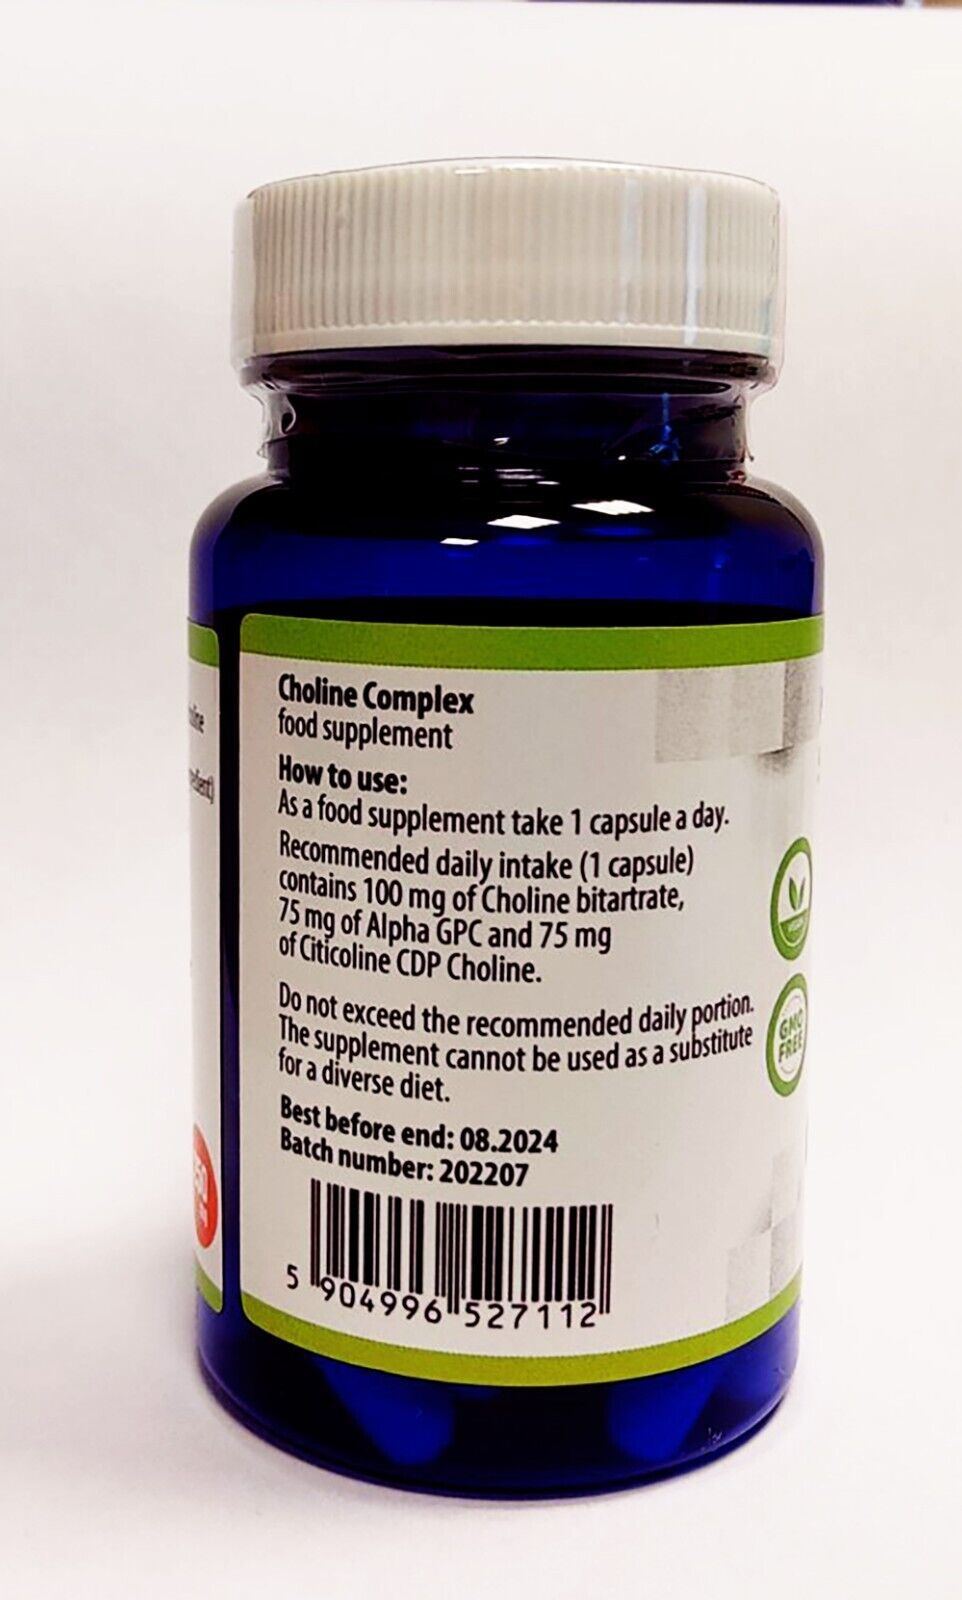 Choline Complex
food supplement
How to use:
As a food supplement take 1 capsule a day.
Recommended daily intake (1 capsule)
contains 100 mg of Choline bitartrate,
75 mg of Alpha GPC and 75 mg
of Citicoline CDP Choline.
Do not exceed the recommended daily portion.
The supplement cannot be used as a substitute
for a diverse diet.
Best before end: 08.2024
Batch number: 202207
5 904996 527112
VEGAN
GMO
FREE